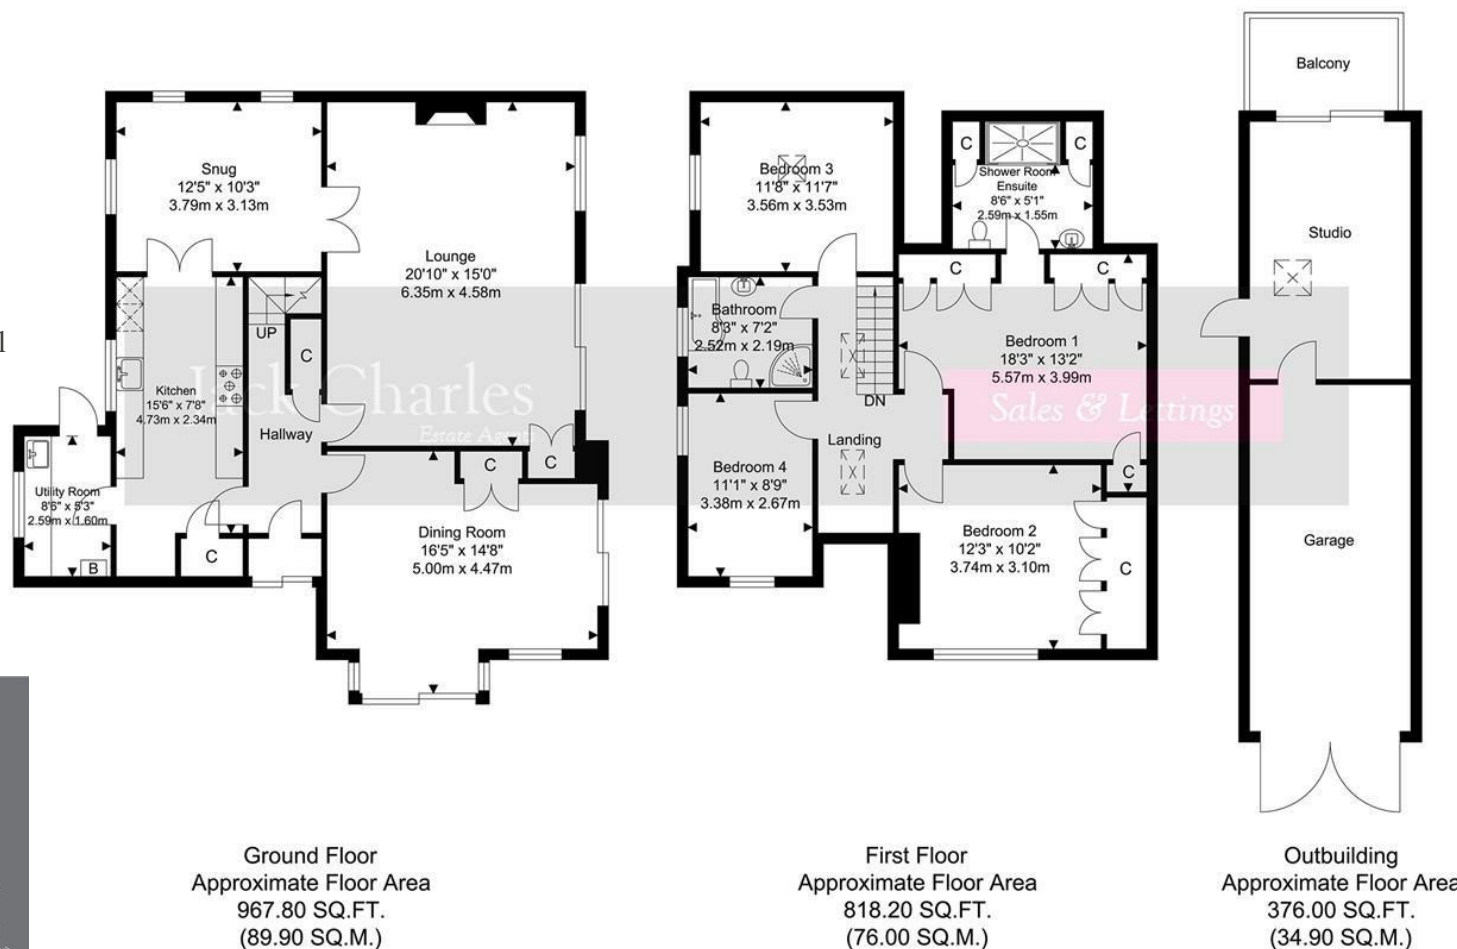 Snug
12'5" x 10'3"
3.79m x 3.13m
Lounge
20'10" x 15'0"
6.35m x 4.58m
UP
C
Kitchen
15'6" x 7'8"
4.73m x 2.34m
Hallway
C
C
Utility Room
8'6" x 5'3"
2.59m x 1.60m
B
C
Dining Room
16'5" x 14'8"
5.00m x 4.47m
Jack Charles
Estate Agents
Sales & Lettings
Bedroom 3
11'8" x 11'7"
3.56m x 3.53m
C
C
Shower Room
Ensuite
8'6" x 5'1"
2.59m x 1.55m
C
C
Bathroom
8'3" x 7'2"
2.52m x 2.19m
Bedroom 1
18'3" x 13'2"
5.57m x 3.99m
DN
Landing
Bedroom 4
11'1" x 8'9"
3.38m x 2.67m
C
Bedroom 2
12'3" x 10'2"
3.74m x 3.10m
C
Balcony
Studio
Garage
Ground Floor
Approximate Floor Area
967.80 SQ.FT.
(89.90 SQ.M.)
First Floor
Approximate Floor Area
818.20 SQ.FT.
(76.00 SQ.M.)
Outbuilding
Approximate Floor Area
376.00 SQ.FT.
(34.90 SQ.M.)